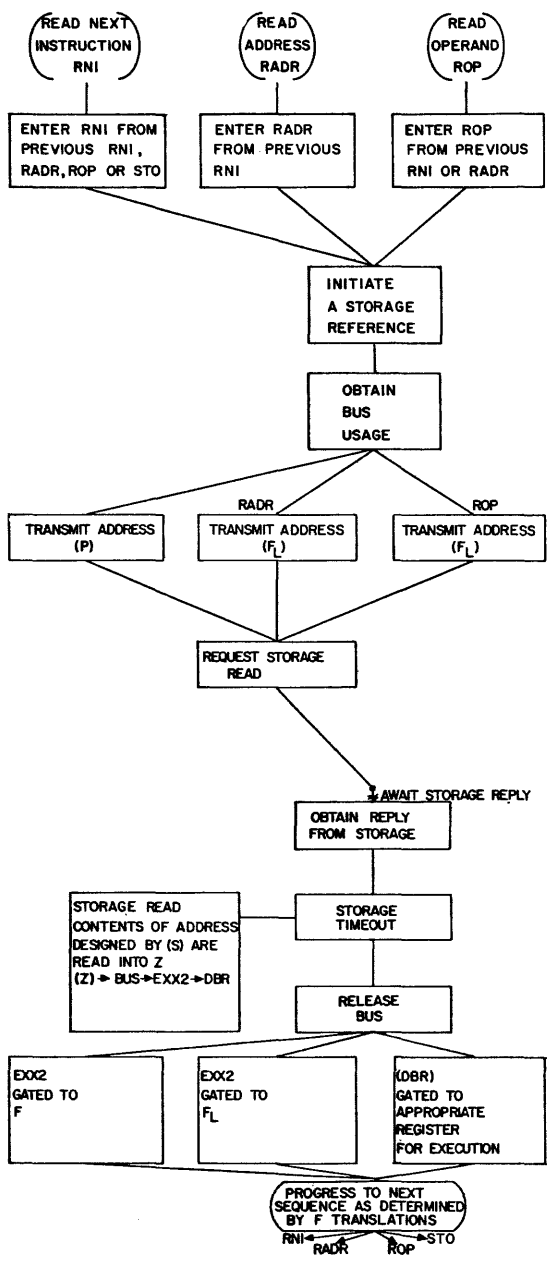 READ NEXT
INSTRUCTION
RNI
READ
ADDRESS
RADR
READ
OPERAND
ROP
ENTER RNI FROM
PREVIOUS RNI,
RADR, ROP OR STO
ENTER RADR
FROM PREVIOUS
RNI
ENTER ROP
FROM PREVIOUS
RNI OR RADR
INITIATE
A STORAGE
REFERENCE
OBTAIN
BUS
USAGE
RADR
ROP
TRANSMIT ADDRESS
(P)
TRANSMIT ADDRESS
(FL)
TRANSMIT ADDRESS
(FL)
REQUEST STORAGE
READ
AWAIT STORAGE REPLY
OBTAIN REPLY
FROM STORAGE
STORAGE READ
CONTENTS OF ADDRESS
DESIGNED BY (S) ARE
READ INTO Z
(Z)→BUS→EXX2→DBR
STORAGE
TIMEOUT
RELEASE
BUS
EXX2
GATED TO
F
EXX2
GATED TO
FL
(DBR)
GATED TO
APPROPRIATE
REGISTER
FOR EXECUTION
PROGRESS TO NEXT
SEQUENCE AS DETERMINED
BY F TRANSLATIONS
RNI
RADR
ROP
STO